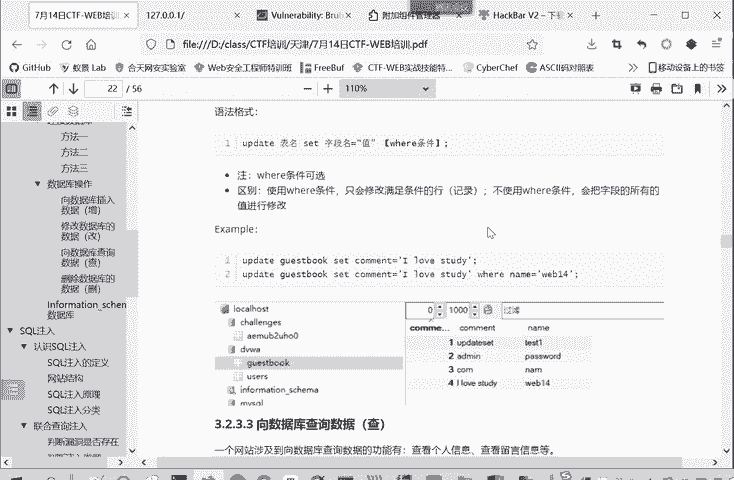 7月14日CTF-WEB培训.pdf
127.0.0.1/
Vulnerability: Bru
附加组件管理器
HackBar V2 – 下载
file:///D:/class/CTF培训/天津/7月14日CTF-WEB培训.pdf
GitHub
蚁景 Lab
合天网安实验室
Web安全工程师特训班
FreeBuf
CTF-WEB实战技能特...
CyberChef
ASCII码对照表
移动设备上的书签
22 / 56
110%
方法一
方法二
方法三
数据库操作
向数据库插入
数据（增）
修改数据库的
数据（改）
向数据库查询
数据（查）
删除数据库的
数据（删）
Information_schen
数据库
SQL注入
认识SQL注入
SQL注入的定义
网站结构
SQL注入原理
SQL注入分类
联合查询注入
判断漏洞是否存在
语法格式：
1 update 表名 set 字段名="值" 【where条件】;
注：where条件可选
区别：使用where条件，只会修改满足条件的行（记录）；不使用where条件，会把字段的所有的
值进行修改
Example:
1 update guestbook set comment='I love study';
2 update guestbook set comment='I love study' where name='web14';
localhost
challenges
aemub2uho0
dvwa
guestbook
users
information_schema
mysql
0 1000 过滤
comme... comment name
1 updateset test1
2 admin password
3 com nam
4 I love study web14
3.2.3.3 向数据库查询数据（查）
一个网站涉及到向数据库查询数据的功能有：查看个人信息、查看留言信息等。